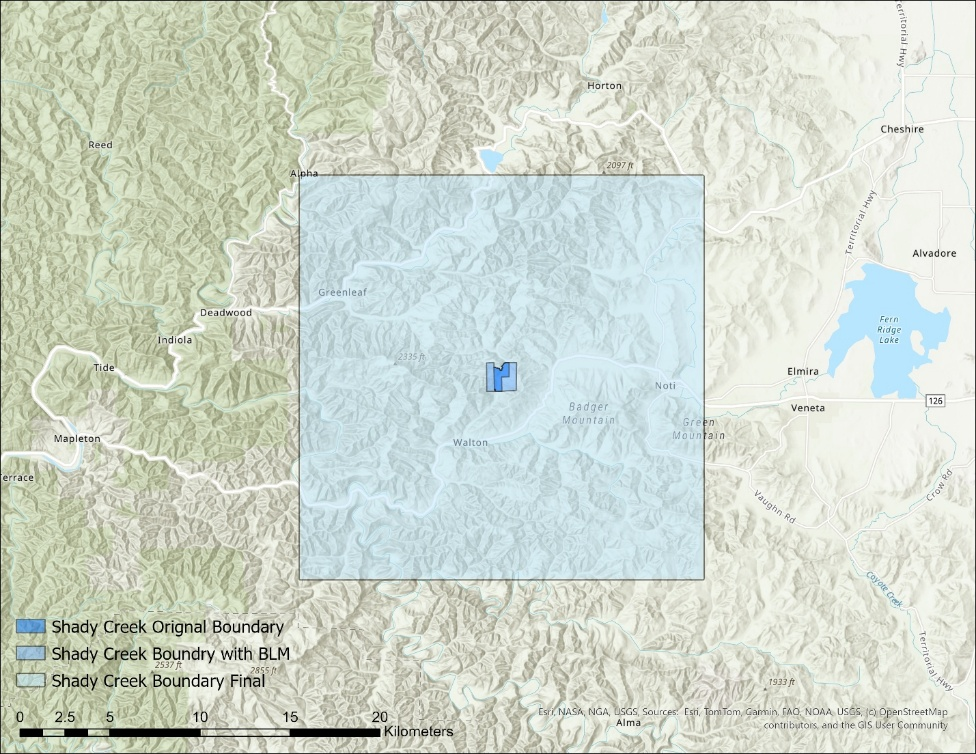 Territorial Hwy
Horton
Reed
Cheshire
2097 ft
Alpha
Territorial Hwy
Alvadore
Greenleaf
Deadwood
Fern
Ridge
Lake
Indiola
2335 ft
Tide
Elmira
Noti
126
Badger
Mountain
Veneta
Green
Mountain
Mapleton
Walton
Terrace
Crow Rd
Vaughn Rd
Coyote Creek
Shady Creek Orignal Boundary
Shady Creek Boundry with BLM
2537 ft
2855 ft
Shady Creek Boundary Final
1933 ft
Territorial Hwy
0 2.5 5 10 15 20
Kilometers
Alma
Esri, NASA, NGA, USGS, Sources: Esri, TomTom, Garmin, FAO, NOAA, USGS, (c) OpenStreetMap
contributors, and the GIS User Community